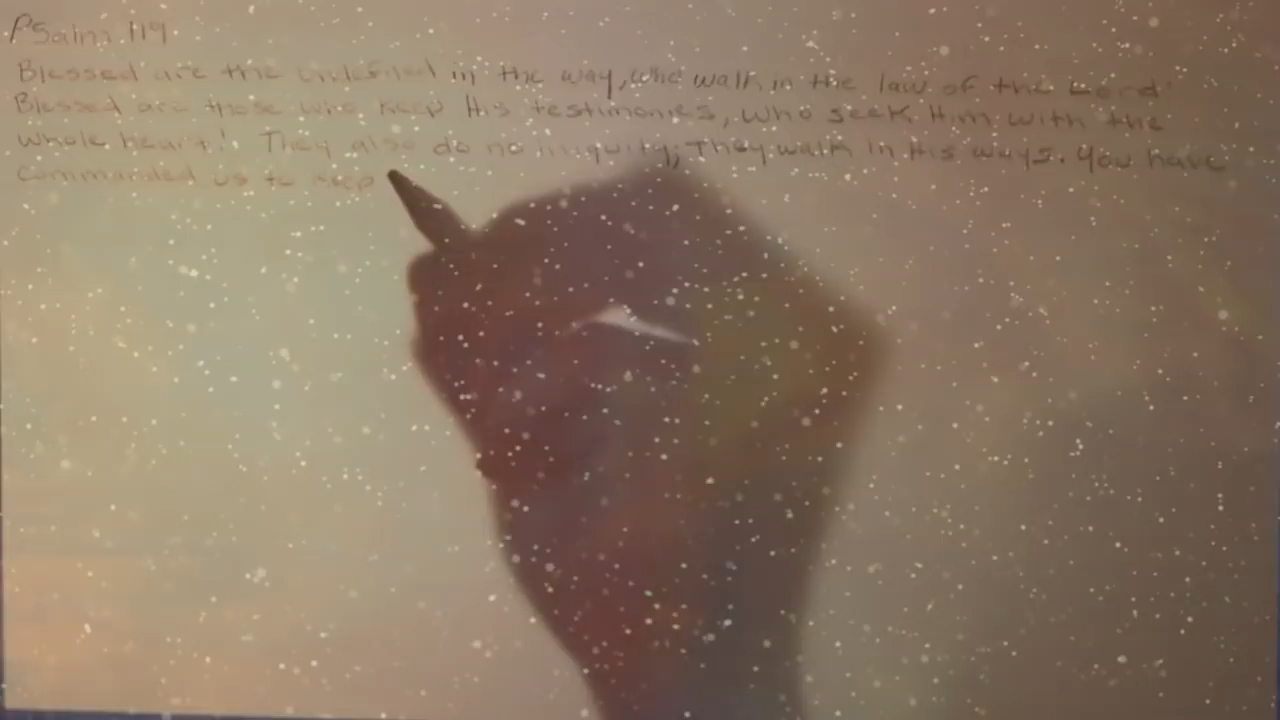 Psalm 119
Blessed are the undefiled in the way, who walk in the law of the Lord!
Blessed are those who keep His testimonies, who seek Him with the
whole heart! They also do no iniquity; They walk in His ways. You have
commanded us to keep